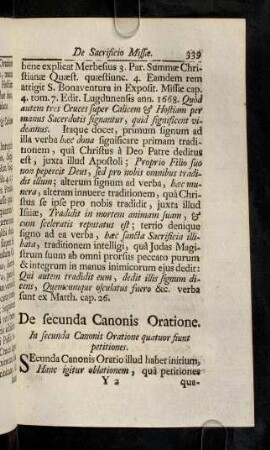 De Sacrificio Missæ. 339
bene explicat Merbesius 3. Par. Summæ Chri-
stianæ Quæst. quæstiunc. 4. Eamdem rem
attigit S. Bonaventura in Exposit. Missæ cap.
4. tom. 7. Edit. Lugdunensis ann. 1668. Quòd
autem tres Cruces super Calicem & Hostiam per
manus Sacerdotis signantur, quid significent vi-
deamus. Itaque docet, primum signum ad
illa verba hæc dona significare primam tradi-
tionem, quâ Christus à Deo Patre deditus
est, juxta illud Apostoli; Proprio Filio suo
non pepercit Deus, sed pro nobis omnibus tradi-
dit illum; alterum signum ad verba, hæc mu-
nera, alteram innuere traditionem, quâ Chri-
stus se ipse pro nobis tradidit, juxta illud
Isaiæ, Tradidit in mortem animam suam, &
cum sceleratis reputatus est; tertio denique
signo ad ea verba, hæc sancta Sacrificia illi-
bata, traditionem intelligi, quâ Judas Magi-
strum suum ab omni prorsus peccato purum
& integrum in manus inimicorum ejus dedit:
Qui autem tradidit eum, dedit illis signum di-
cens, Quemcunque osculatus fuero &c. verba
sunt ex Matth. cap. 26.
De secunda Canonis Oratione.
In secunda Canonis Oratione quatuor fiunt
petitiones.
SEcunda Canonis Oratio illud habet initium,
Hanc igitur oblationem, quâ petitiones
Y 2 qua-